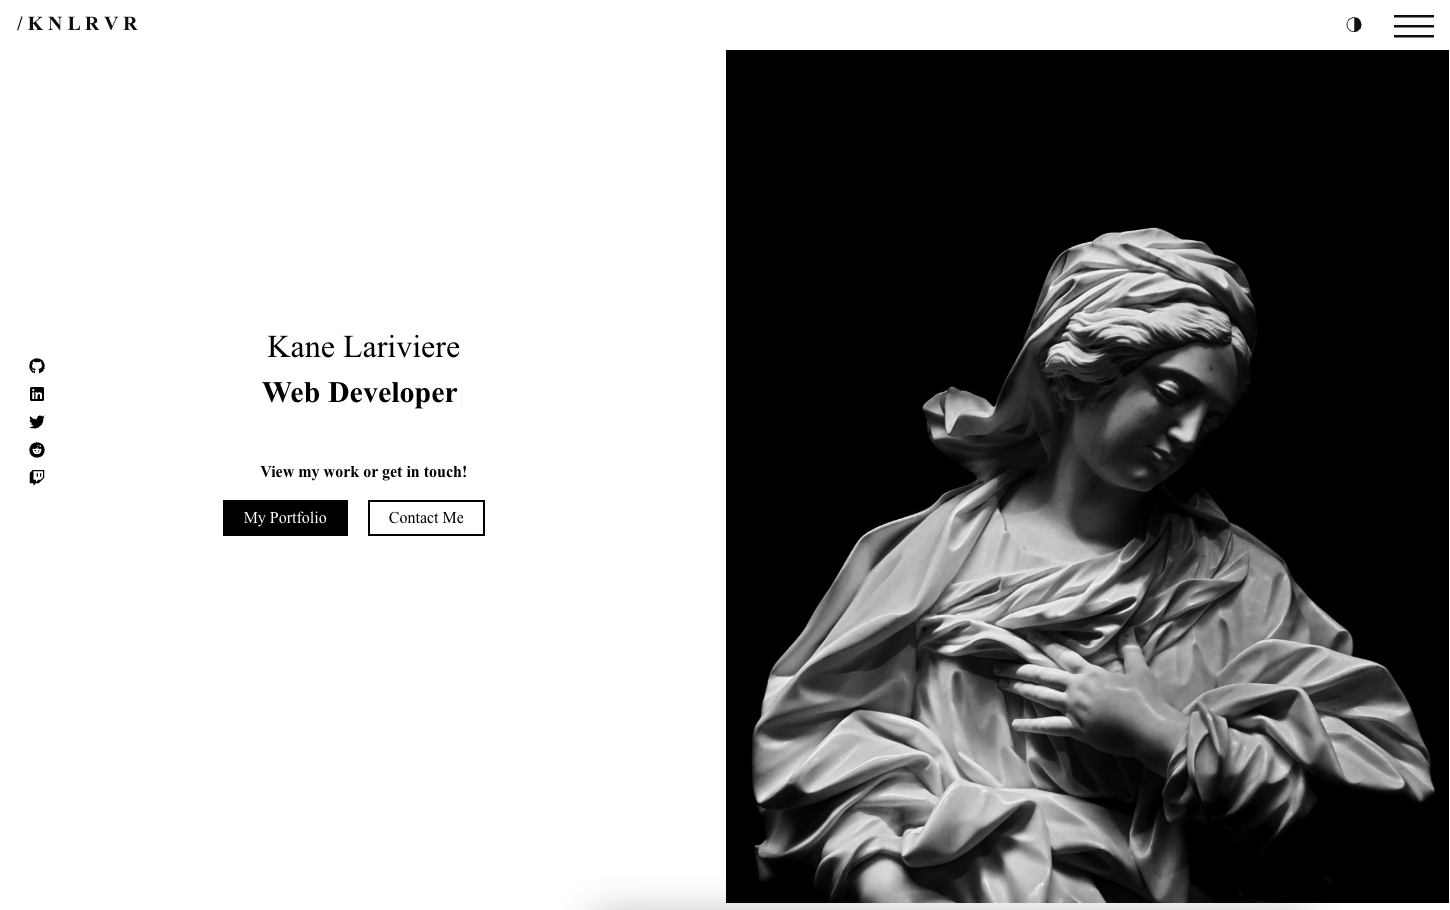 /KNLRVR
Kane Lariviere
Web Developer
View my work or get in touch!
My Portfolio
Contact Me